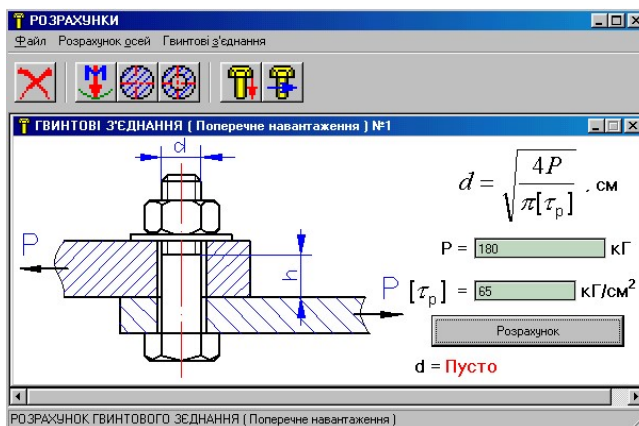 РОЗРАХУНКИ
Файл Розрахунок осей Гвинтові з'єднання
M
ГВИНТОВІ З'ЄДНАННЯ ( Поперечне навантаження ) №1
d
d = √4P/π[τр] , см
P
P = 180 кГ
h
P
[τр] = 65 кГ/см²
Розрахунок
d = Пусто
РОЗРАХУНОК ГВИНТОВОГО ЗЄДНАННЯ ( Поперечне навантаження )